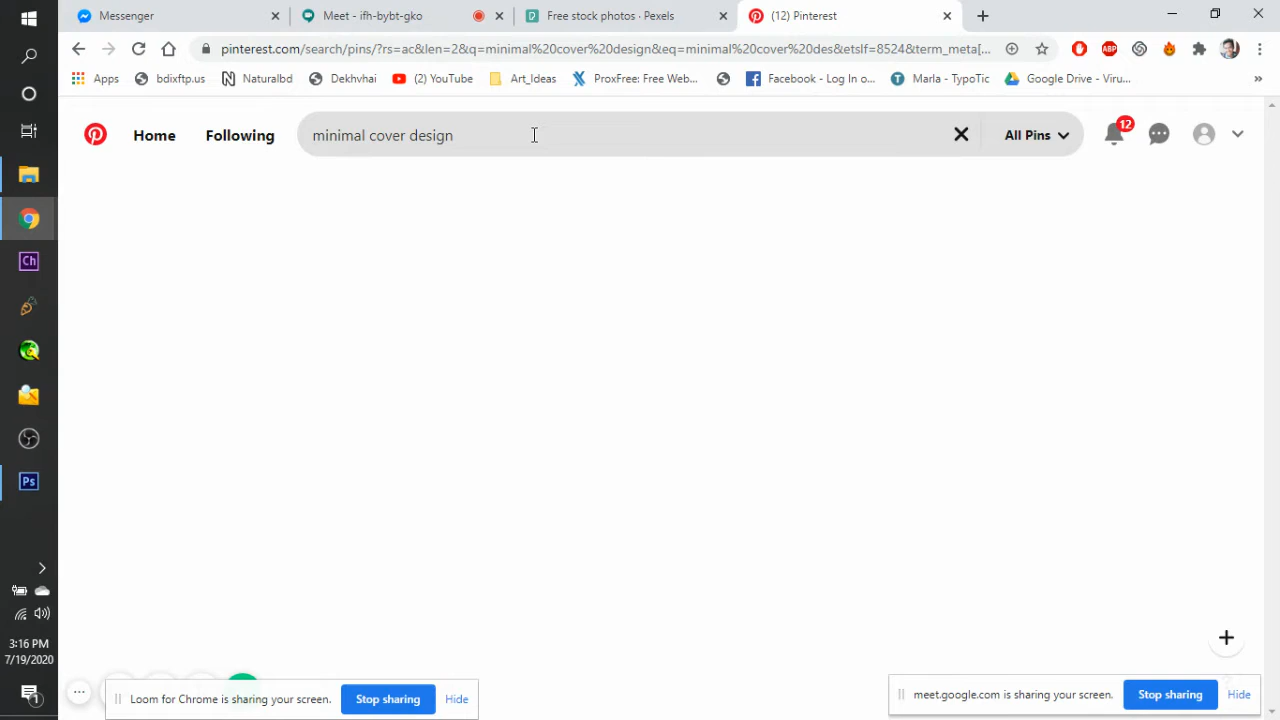 Messenger
Meet - ifh-bybt-gko
Free stock photos · Pexels
(12) Pinterest
pinterest.com/search/pins/?rs=ac&len=2&q=minimal%20cover%20design&eq=minimal%20cover%20des&etslf=8524&term_meta[...
ABP
Apps
bdixftp.us
Naturalbd
Dekhvhai
(2) YouTube
Art_Ideas
ProxFree: Free Web...
Facebook - Log In o...
Marla - TypoTic
Google Drive - Viru...
Home
Following
minimal cover design
All Pins
12
Ch
Ps
3:16 PM
7/19/2020
1
Loom for Chrome is sharing your screen.
Stop sharing
Hide
meet.google.com is sharing your screen.
Stop sharing
Hide